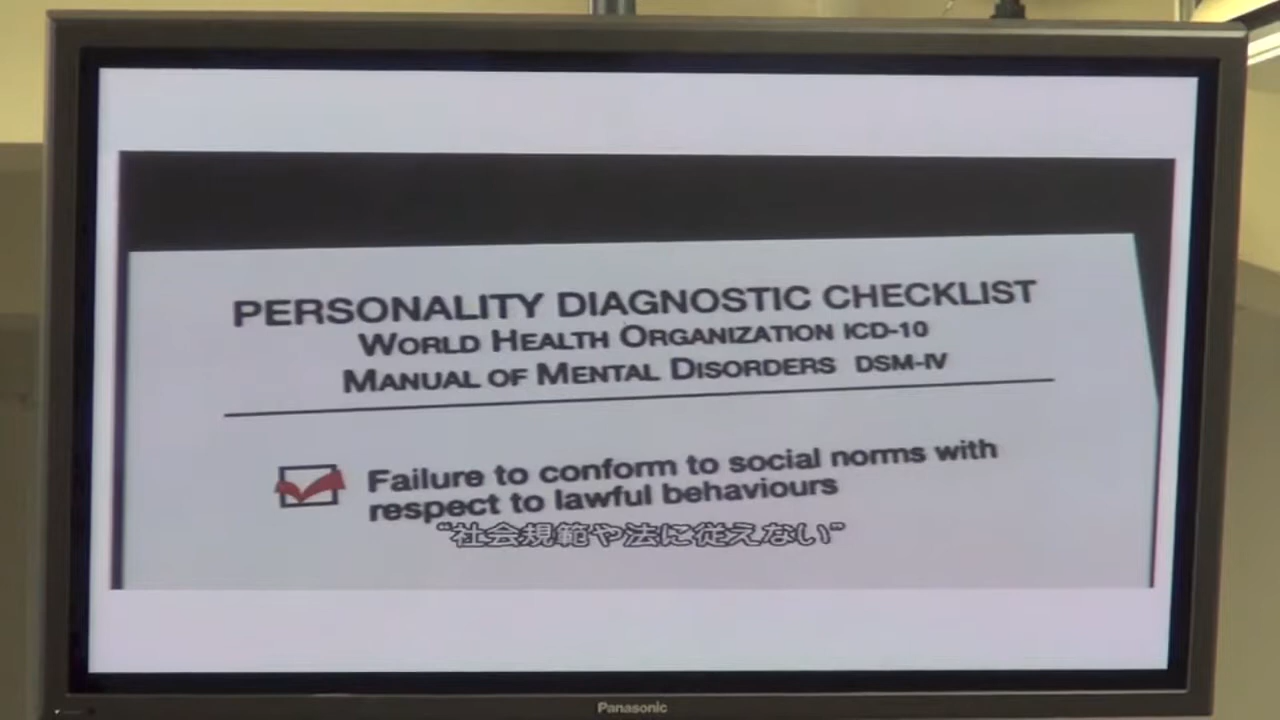 PERSONALITY DIAGNOSTIC CHECKLIST
WORLD HEALTH ORGANIZATION ICD-10
MANUAL OF MENTAL DISORDERS DSM-IV
Failure to conform to social norms with
respect to lawful behaviours
“社会規範や法に従えない”
Panasonic